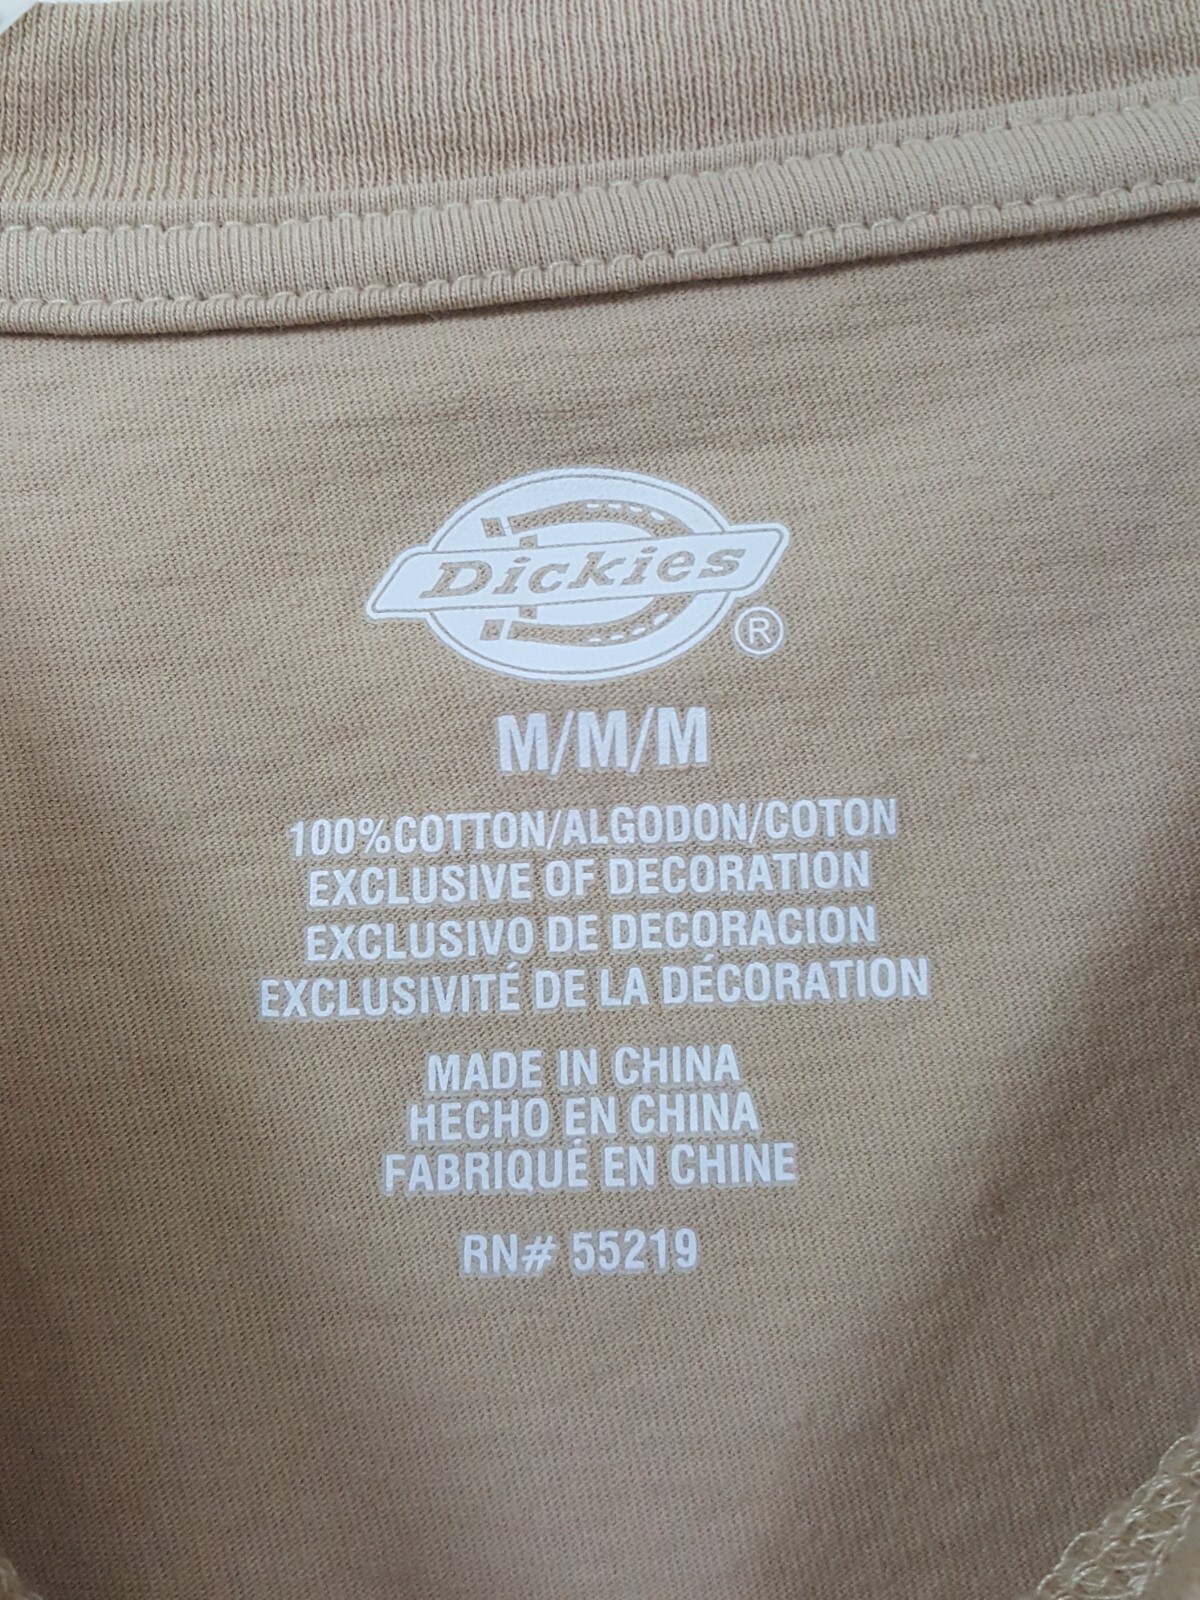 Dickies®
M/M/M
100%COTTON/ALGODON/COTON
EXCLUSIVE OF DECORATION
EXCLUSIVO DE DECORACION
EXCLUSIVITÉ DE LA DÉCORATION
MADE IN CHINA
HECHO EN CHINA
FABRIQUÉ EN CHINE
RN# 55219